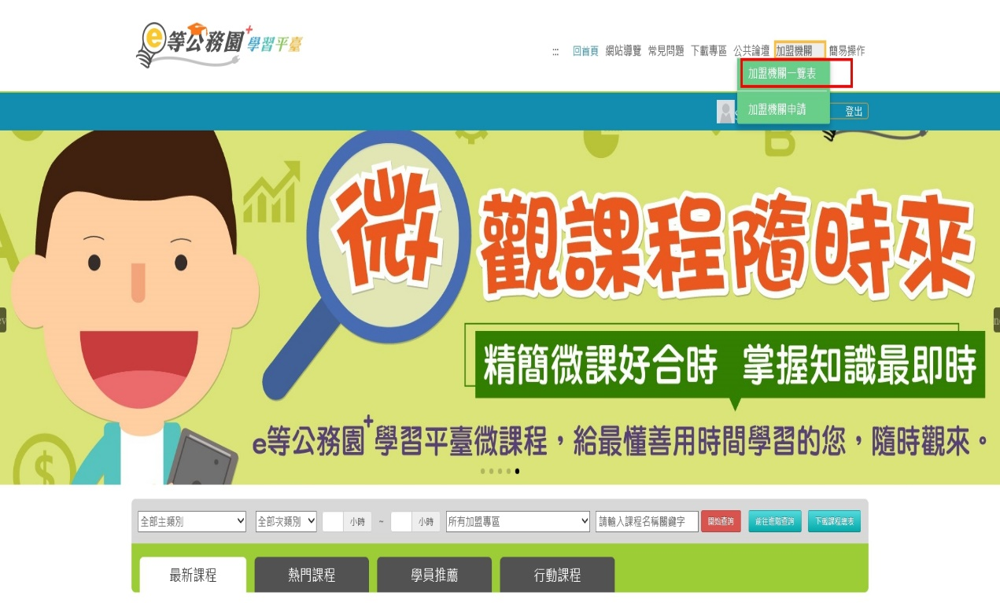 e等公務園+學習平臺
::: 回首頁 網站導覽 常見問題 下載專區 公共論壇 加盟機關 簡易操作
加盟機關一覽表
加盟機關申請
登出
微觀課程隨時來
精簡微課好合時 掌握知識最即時
e等公務園+學習平臺微課程，給最懂善用時間學習的您，隨時觀來。
全部主類別 全部次類別 小時 ~ 小時 所有加盟專區 請輸入課程名稱關鍵字 開始查詢 前往進階查詢 下載課程總表
最新課程 熱門課程 學員推薦 行動課程